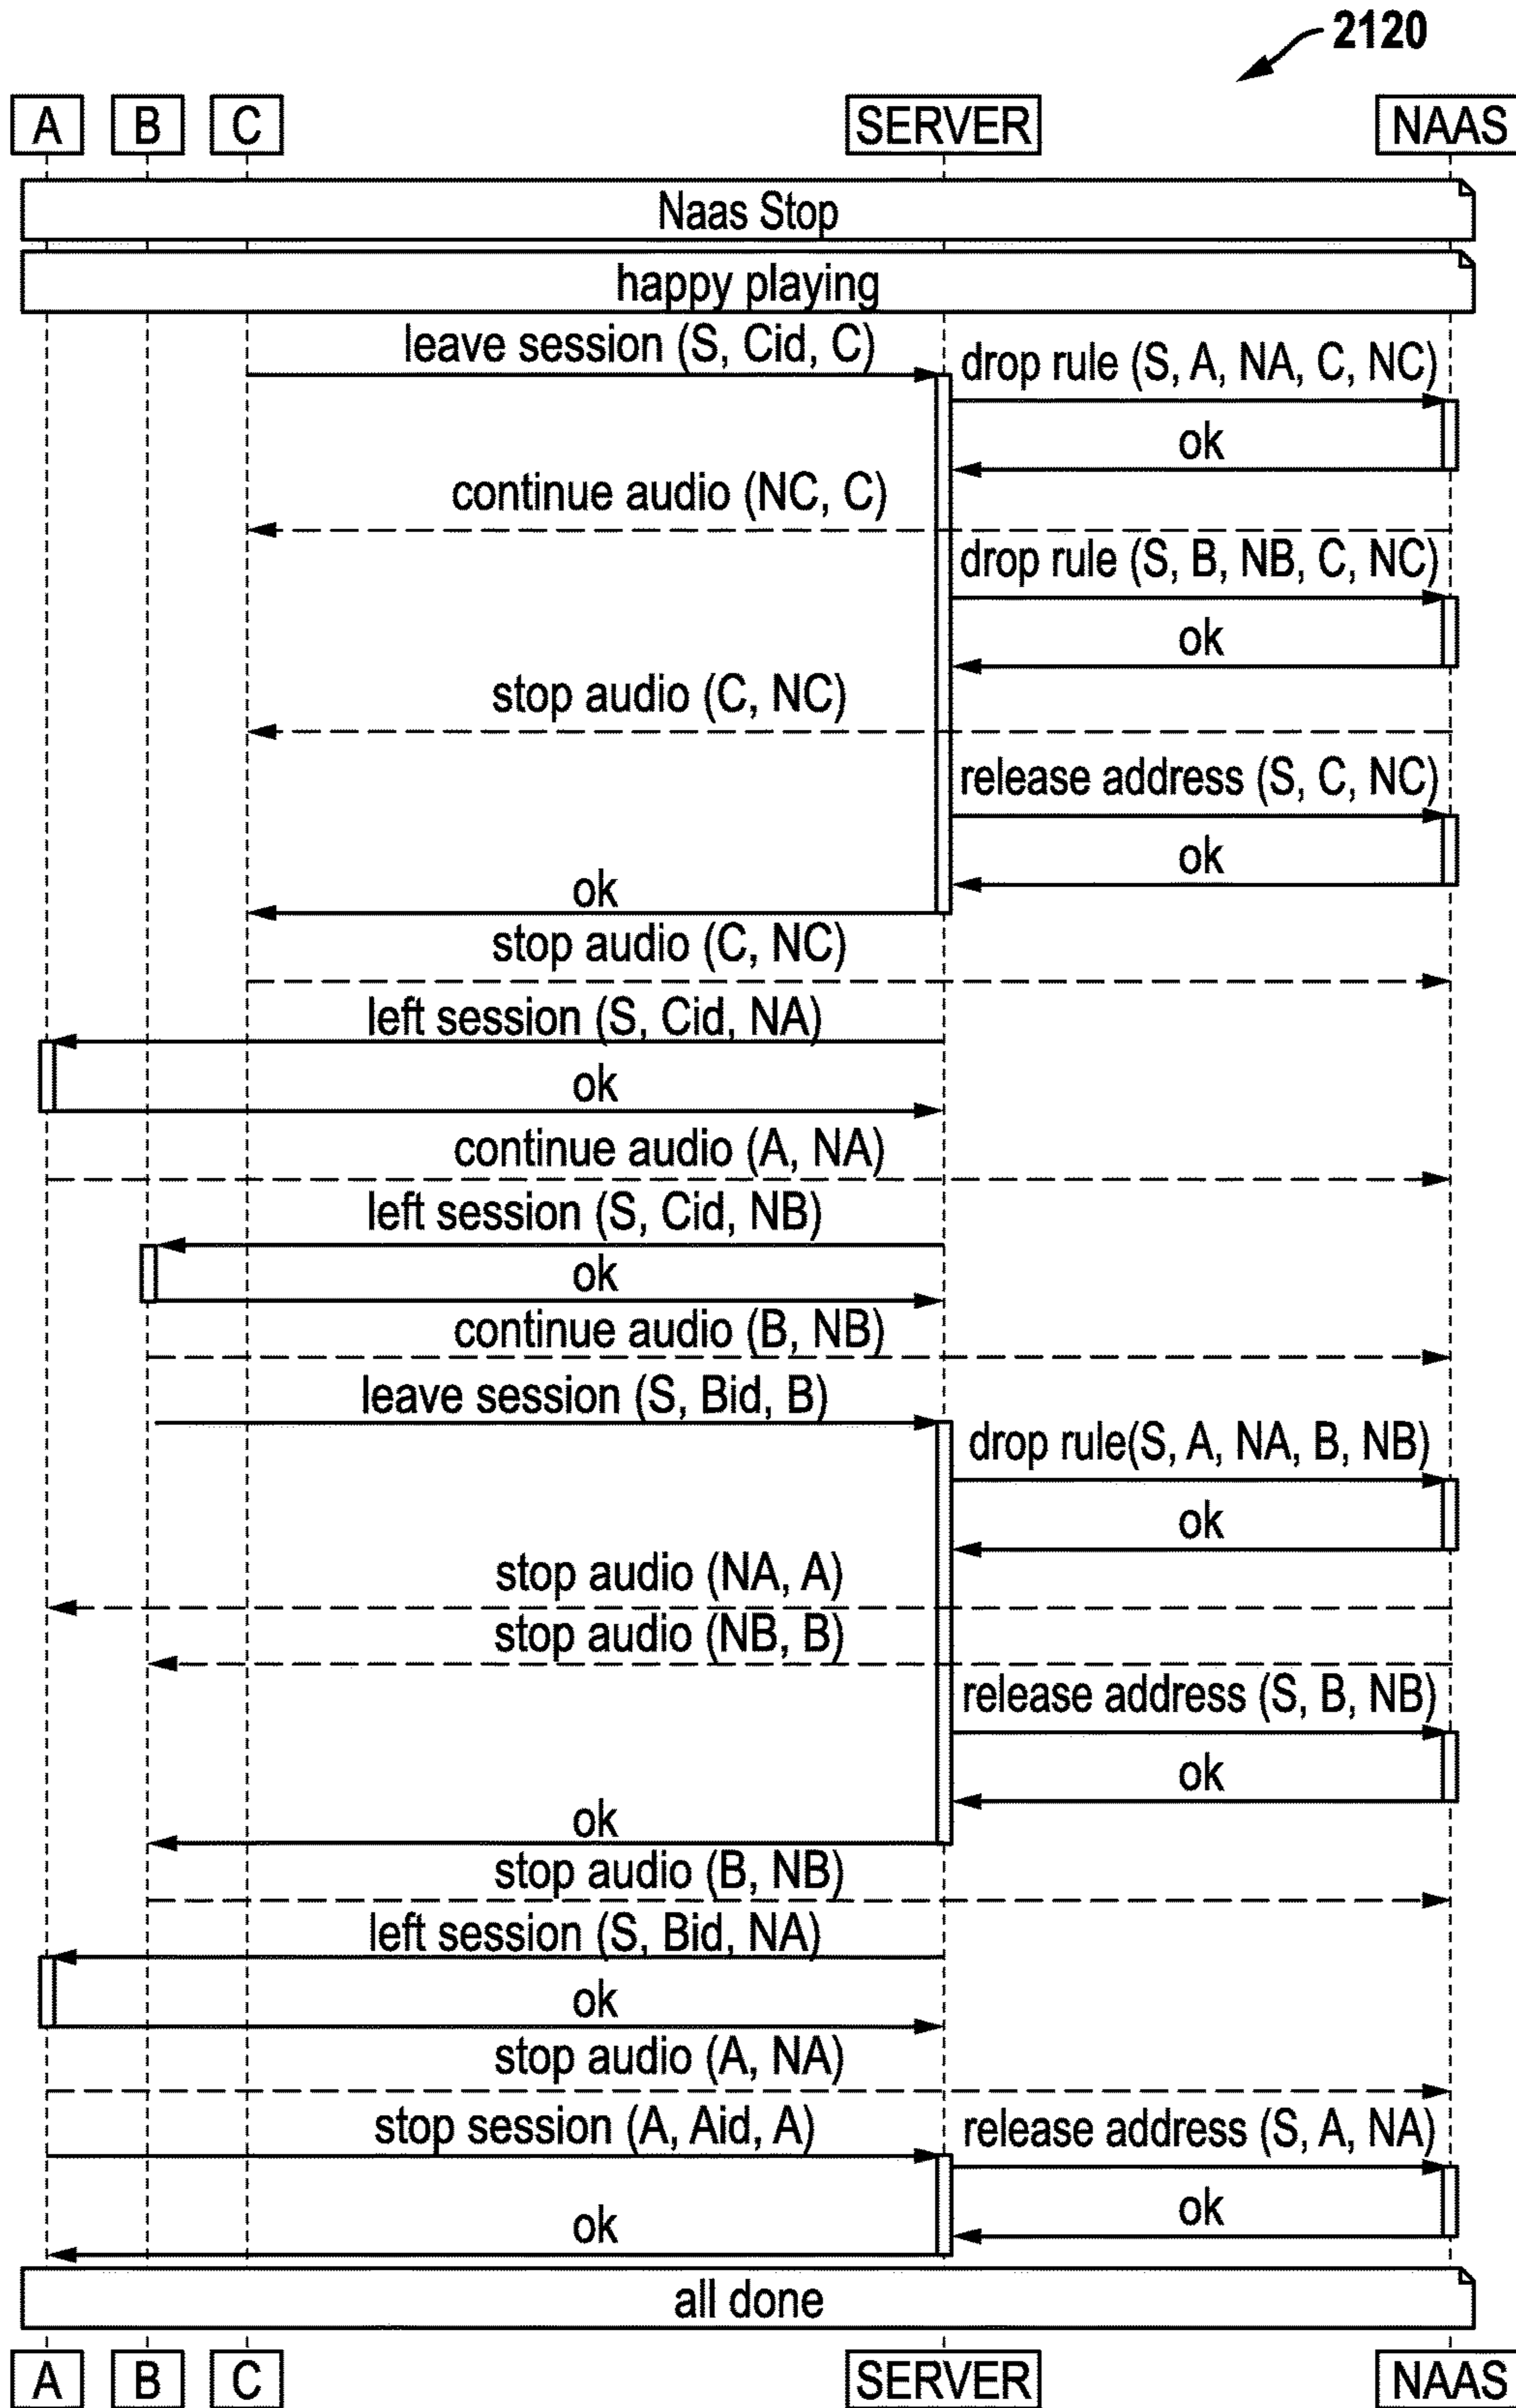 2120
A B C SERVER NAAS
Naas Stop
happy playing
leave session (S, Cid, C)
drop rule (S, A, NA, C, NC)
ok
continue audio (NC, C)
drop rule (S, B, NB, C, NC)
ok
stop audio (C, NC)
release address (S, C, NC)
ok
ok
stop audio (C, NC)
left session (S, Cid, NA)
ok
continue audio (A, NA)
left session (S, Cid, NB)
ok
continue audio (B, NB)
leave session (S, Bid, B)
drop rule(S, A, NA, B, NB)
ok
stop audio (NA, A)
stop audio (NB, B)
release address (S, B, NB)
ok
ok
stop audio (B, NB)
left session (S, Bid, NA)
ok
stop audio (A, NA)
stop session (A, Aid, A)
release address (S, A, NA)
ok
ok
all done
A B C SERVER NAAS